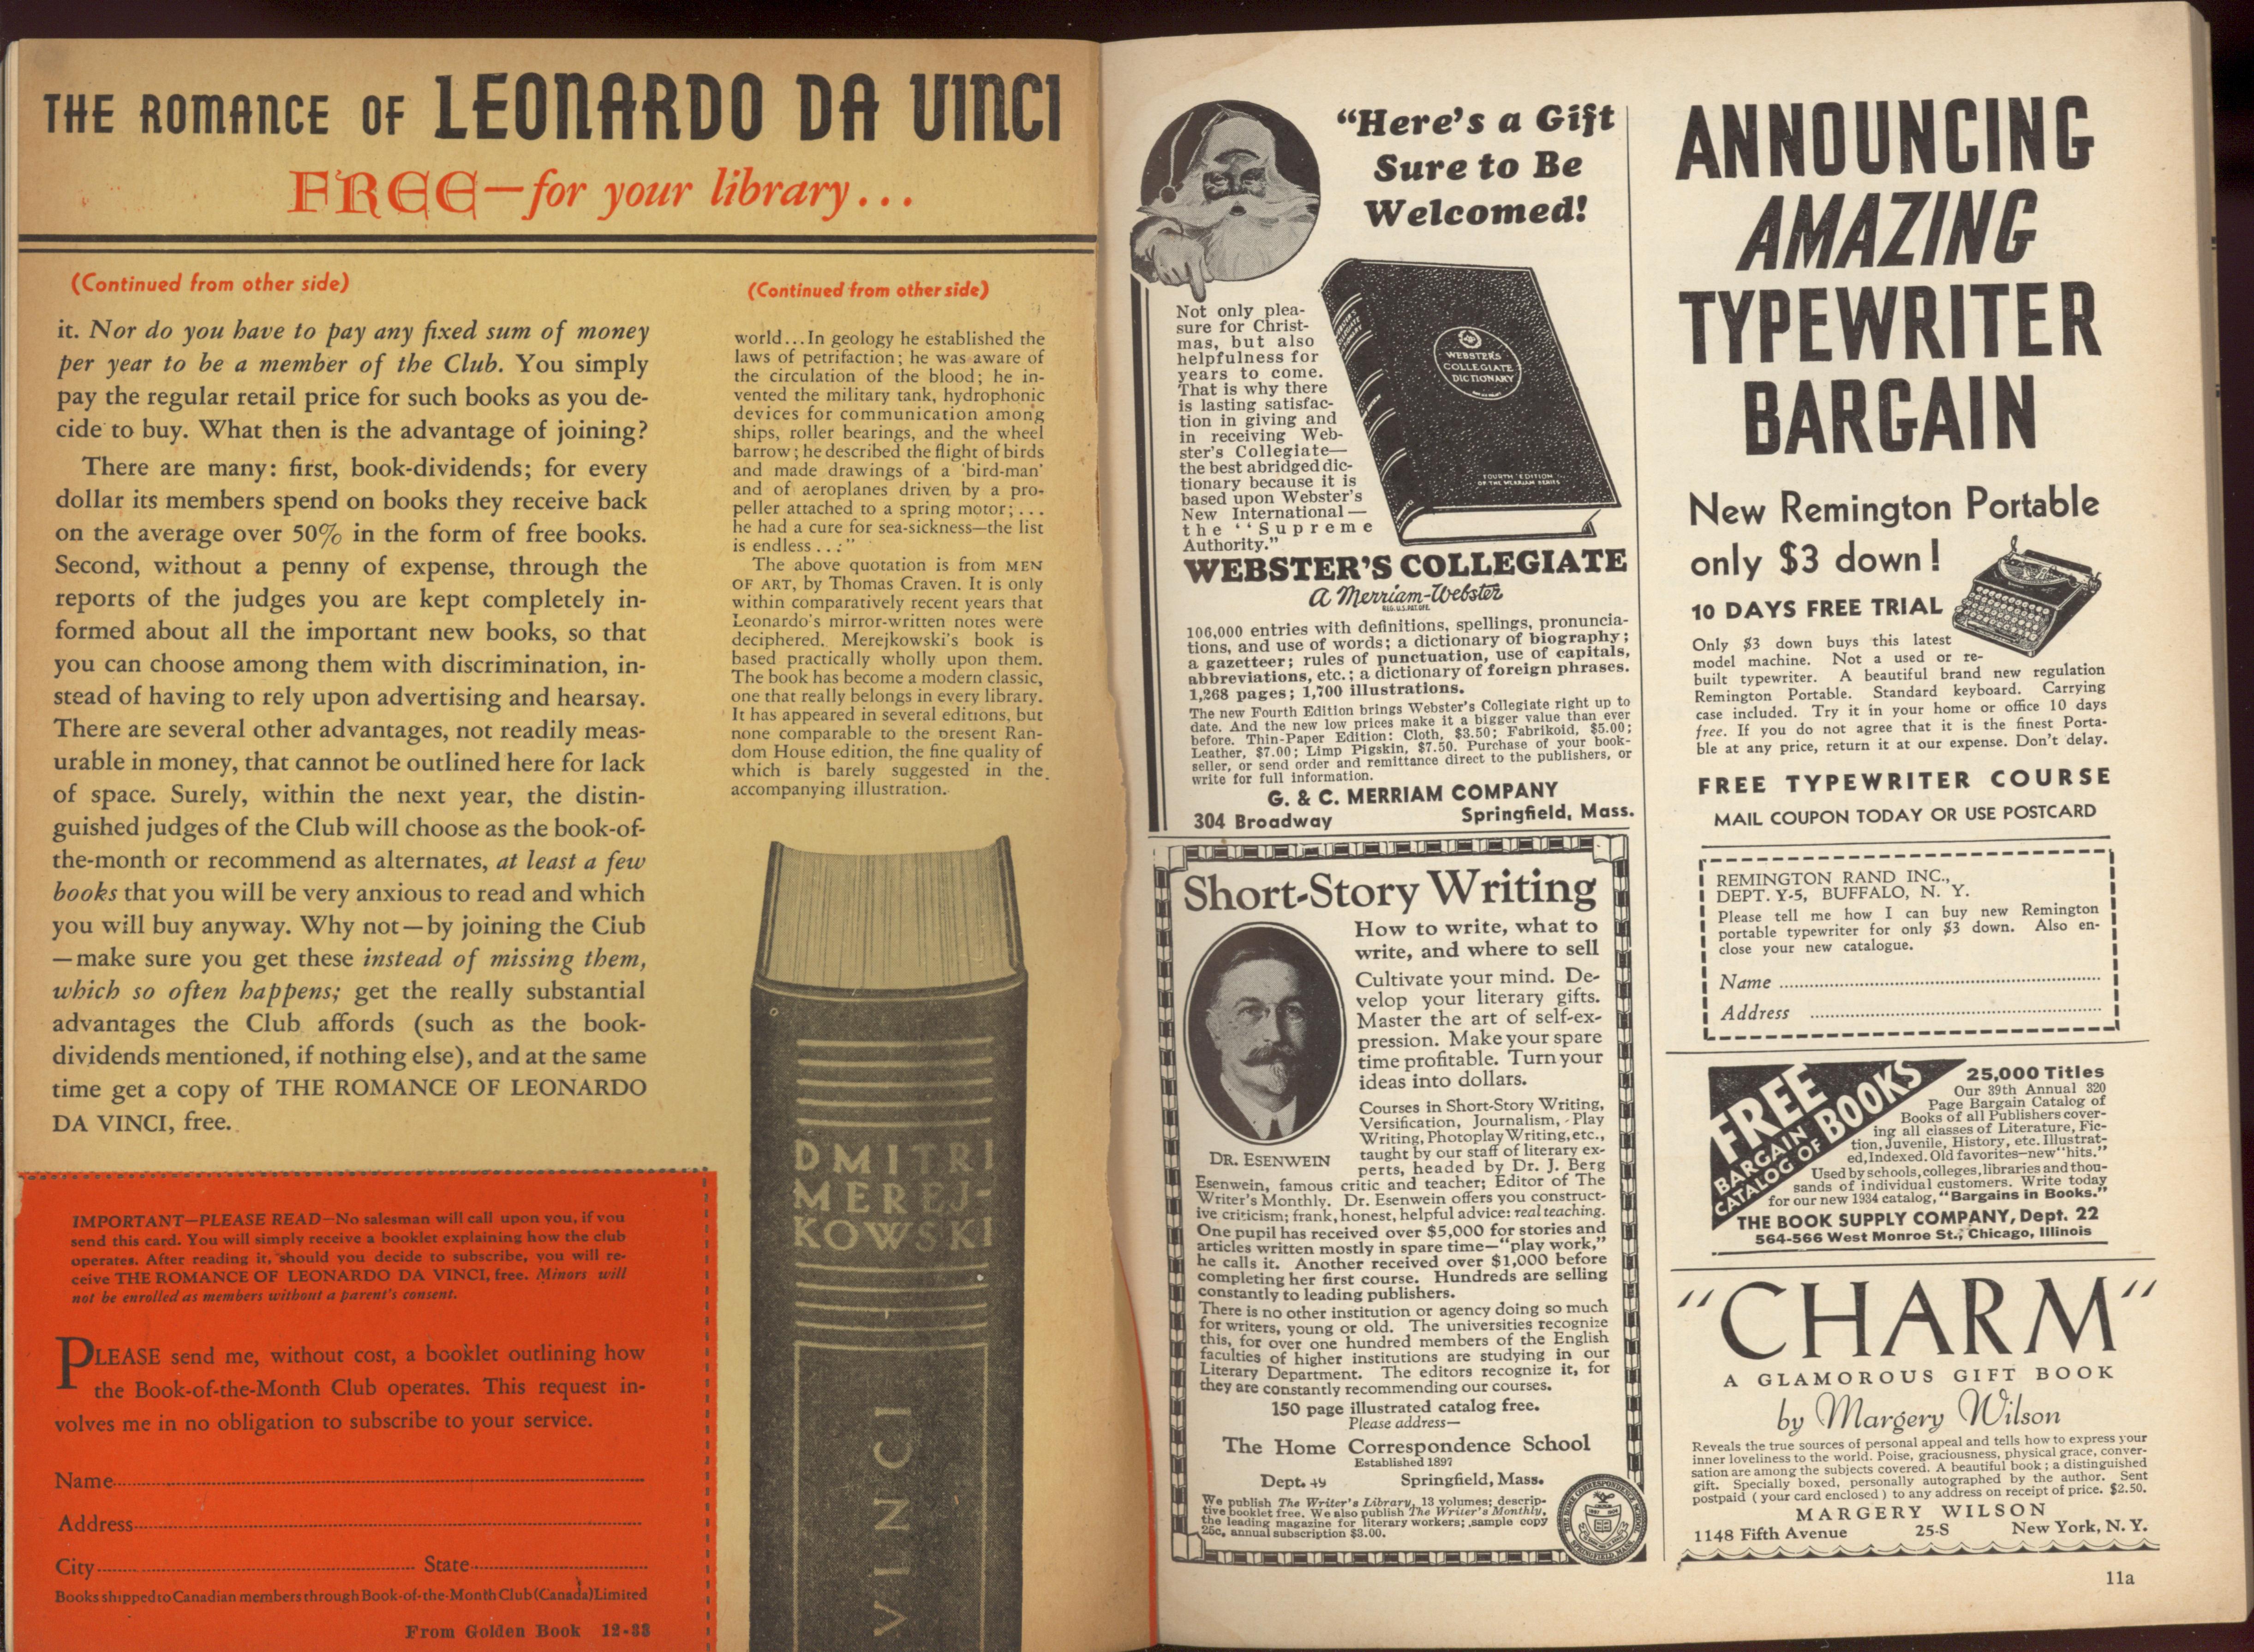 THE ROMANCE OF LEONARDO DA VINCI
FREE—for your library...
(Continued from other side)
it. Nor do you have to pay any fixed sum of money
per year to be a member of the Club. You simply
pay the regular retail price for such books as you de-
cide to buy. What then is the advantage of joining?
There are many: first, book-dividends; for every
dollar its members spend on books they receive back
on the average over 50% in the form of free books.
Second, without a penny of expense, through the
reports of the judges you are kept completely in-
formed about all the important new books, so that
you can choose among them with discrimination, in-
stead of having to rely upon advertising and hearsay.
There are several other advantages, not readily meas-
urable in money, that cannot be outlined here for lack
of space. Surely, within the next year, the distin-
guished judges of the Club will choose as the book-of-
the-month or recommend as alternates, at least a few
books that you will be very anxious to read and which
you will buy anyway. Why not—by joining the Club
—make sure you get these instead of missing them,
which so often happens; get the really substantial
advantages the Club affords (such as the book-
dividends mentioned, if nothing else), and at the same
time get a copy of THE ROMANCE OF LEONARDO
DA VINCI, free.
IMPORTANT—PLEASE READ—No salesman will call upon you, if you
send this card. You will simply receive a booklet explaining how the club
operates. After reading it, should you decide to subscribe, you will re-
ceive THE ROMANCE OF LEONARDO DA VINCI, free. Minors will
not be enrolled as members without a parent's consent.
PLEASE send me, without cost, a booklet outlining how
the Book-of-the-Month Club operates. This request in-
volves me in no obligation to subscribe to your service.
Name
Address
City State
Books shipped to Canadian members through Book-of-the-Month Club (Canada) Limited
From Golden Book 12-33
(Continued from other side)
world...In geology he established the
laws of petrifaction; he was aware of
the circulation of the blood; he in-
vented the military tank, hydrophonic
devices for communication among
ships, roller bearings, and the wheel
barrow; he described the flight of birds
and made drawings of a 'bird-man'
and of aeroplanes driven by a pro-
peller attached to a spring motor;...
he had a cure for sea-sickness—the list
is endless..."
The above quotation is from MEN
OF ART, by Thomas Craven. It is only
within comparatively recent years that
Leonardo's mirror-written notes were
deciphered. Merejkowski's book is
based practically wholly upon them.
The book has become a modern classic,
one that really belongs in every library.
It has appeared in several editions, but
none comparable to the present Ran-
dom House edition, the fine quality of
which is barely suggested in the
accompanying illustration.
DMITRI
MEREJ-
KOWSKI
VINCI
"Here's a Gift
Sure to Be
Welcomed!
Not only plea-
sure for Christ-
mas, but also
helpfulness for
years to come.
That is why there
is lasting satisfac-
tion in giving and
in receiving Web-
ster's Collegiate—
the best abridged dic-
tionary because it is
based upon Webster's
New International—
the "Supreme
Authority."
WEBSTER'S
COLLEGIATE
DICTIONARY
FOURTH EDITION
OF THE MERRIAM SERIES
WEBSTER'S COLLEGIATE
A Merriam-Webster
REG. U.S. PAT. OFF.
106,000 entries with definitions, spellings, pronuncia-
tions, and use of words; a dictionary of biography;
a gazetteer; rules of punctuation, use of capitals,
abbreviations, etc.; a dictionary of foreign phrases.
1,268 pages; 1,700 illustrations.
The new Fourth Edition brings Webster's Collegiate right up to
date. And the new low prices make it a bigger value than ever
before. Thin-Paper Edition: Cloth, $3.50; Fabrikoid, $5.00;
Leather, $7.00; Limp Pigskin, $7.50. Purchase of your book-
seller, or send order and remittance direct to the publishers, or
write for full information.
G. & C. MERRIAM COMPANY
304 Broadway Springfield, Mass.
Short-Story Writing
How to write, what to
write, and where to sell
Cultivate your mind. De-
velop your literary gifts.
Master the art of self-ex-
pression. Make your spare
time profitable. Turn your
ideas into dollars.
Courses in Short-Story Writing,
Versification, Journalism, Play
Writing, Photoplay Writing, etc.,
taught by our staff of literary ex-
perts, headed by Dr. J. Berg
DR. ESENWEIN
Esenwein, famous critic and teacher; Editor of The
Writer's Monthly. Dr. Esenwein offers you construct-
ive criticism; frank, honest, helpful advice: real teaching.
One pupil has received over $5,000 for stories and
articles written mostly in spare time—"play work,"
he calls it. Another received over $1,000 before
completing her first course. Hundreds are selling
constantly to leading publishers.
There is no other institution or agency doing so much
for writers, young or old. The universities recognize
this, for over one hundred members of the English
faculties of higher institutions are studying in our
Literary Department. The editors recognize it, for
they are constantly recommending our courses.
150 page illustrated catalog free.
Please address—
The Home Correspondence School
Established 1897
Dept. 49 Springfield, Mass.
We publish The Writer's Library, 13 volumes; descrip-
tive booklet free. We also publish The Writer's Monthly,
the leading magazine for literary workers; sample copy
25c, annual subscription $3.00.
ANNOUNCING
AMAZING
TYPEWRITER
BARGAIN
New Remington Portable
only $3 down!
10 DAYS FREE TRIAL
Only $3 down buys this latest
model machine. Not a used or re-
built typewriter. A beautiful brand new regulation
Remington Portable. Standard keyboard. Carrying
case included. Try it in your home or office 10 days
free. If you do not agree that it is the finest Porta-
ble at any price, return it at our expense. Don't delay.
FREE TYPEWRITER COURSE
MAIL COUPON TODAY OR USE POSTCARD
REMINGTON RAND INC.,
DEPT. Y-5, BUFFALO, N. Y.
Please tell me how I can buy new Remington
portable typewriter for only $3 down. Also en-
close your new catalogue.
Name
Address
FREE
BARGAIN
CATALOG OF BOOKS
25,000 Titles
Our 39th Annual 320
Page Bargain Catalog of
Books of all Publishers cover-
ing all classes of Literature, Fic-
tion, Juvenile, History, etc. Illustrat-
ed, Indexed. Old favorites—new "hits."
Used by schools, colleges, libraries and thou-
sands of individual customers. Write today
for our new 1934 catalog, "Bargains in Books."
THE BOOK SUPPLY COMPANY, Dept. 22
564-566 West Monroe St., Chicago, Illinois
"CHARM"
A GLAMOROUS GIFT BOOK
by Margery Wilson
Reveals the true sources of personal appeal and tells how to express your
inner loveliness to the world. Poise, graciousness, physical grace, conver-
sation are among the subjects covered. A beautiful book; a distinguished
gift. Specially boxed, personally autographed by the author. Sent
postpaid (your card enclosed) to any address on receipt of price. $2.50.
MARGERY WILSON
1148 Fifth Avenue 25-S New York, N. Y.
11a